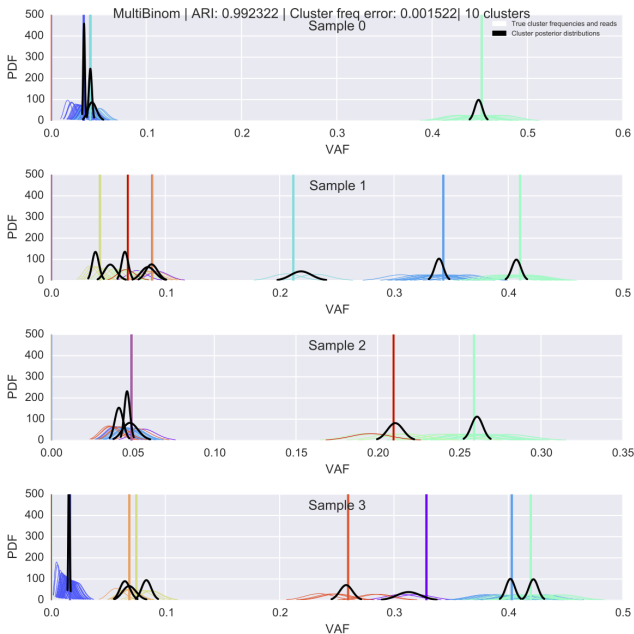 MultiBinom | ARI: 0.992322 | Cluster freq error: 0.001522| 10 clusters
500
Sample 0
True cluster frequencies and reads
Cluster posterior distributions
400
300
200
100
0
PDF
0.0 0.1 0.2 0.3 0.4 0.5 0.6
VAF
500
Sample 1
400
300
200
100
0
PDF
0.0 0.1 0.2 0.3 0.4 0.5
VAF
500
Sample 2
400
300
200
100
0
PDF
0.00 0.05 0.10 0.15 0.20 0.25 0.30 0.35
VAF
500
Sample 3
400
300
200
100
0
PDF
0.0 0.1 0.2 0.3 0.4 0.5
VAF